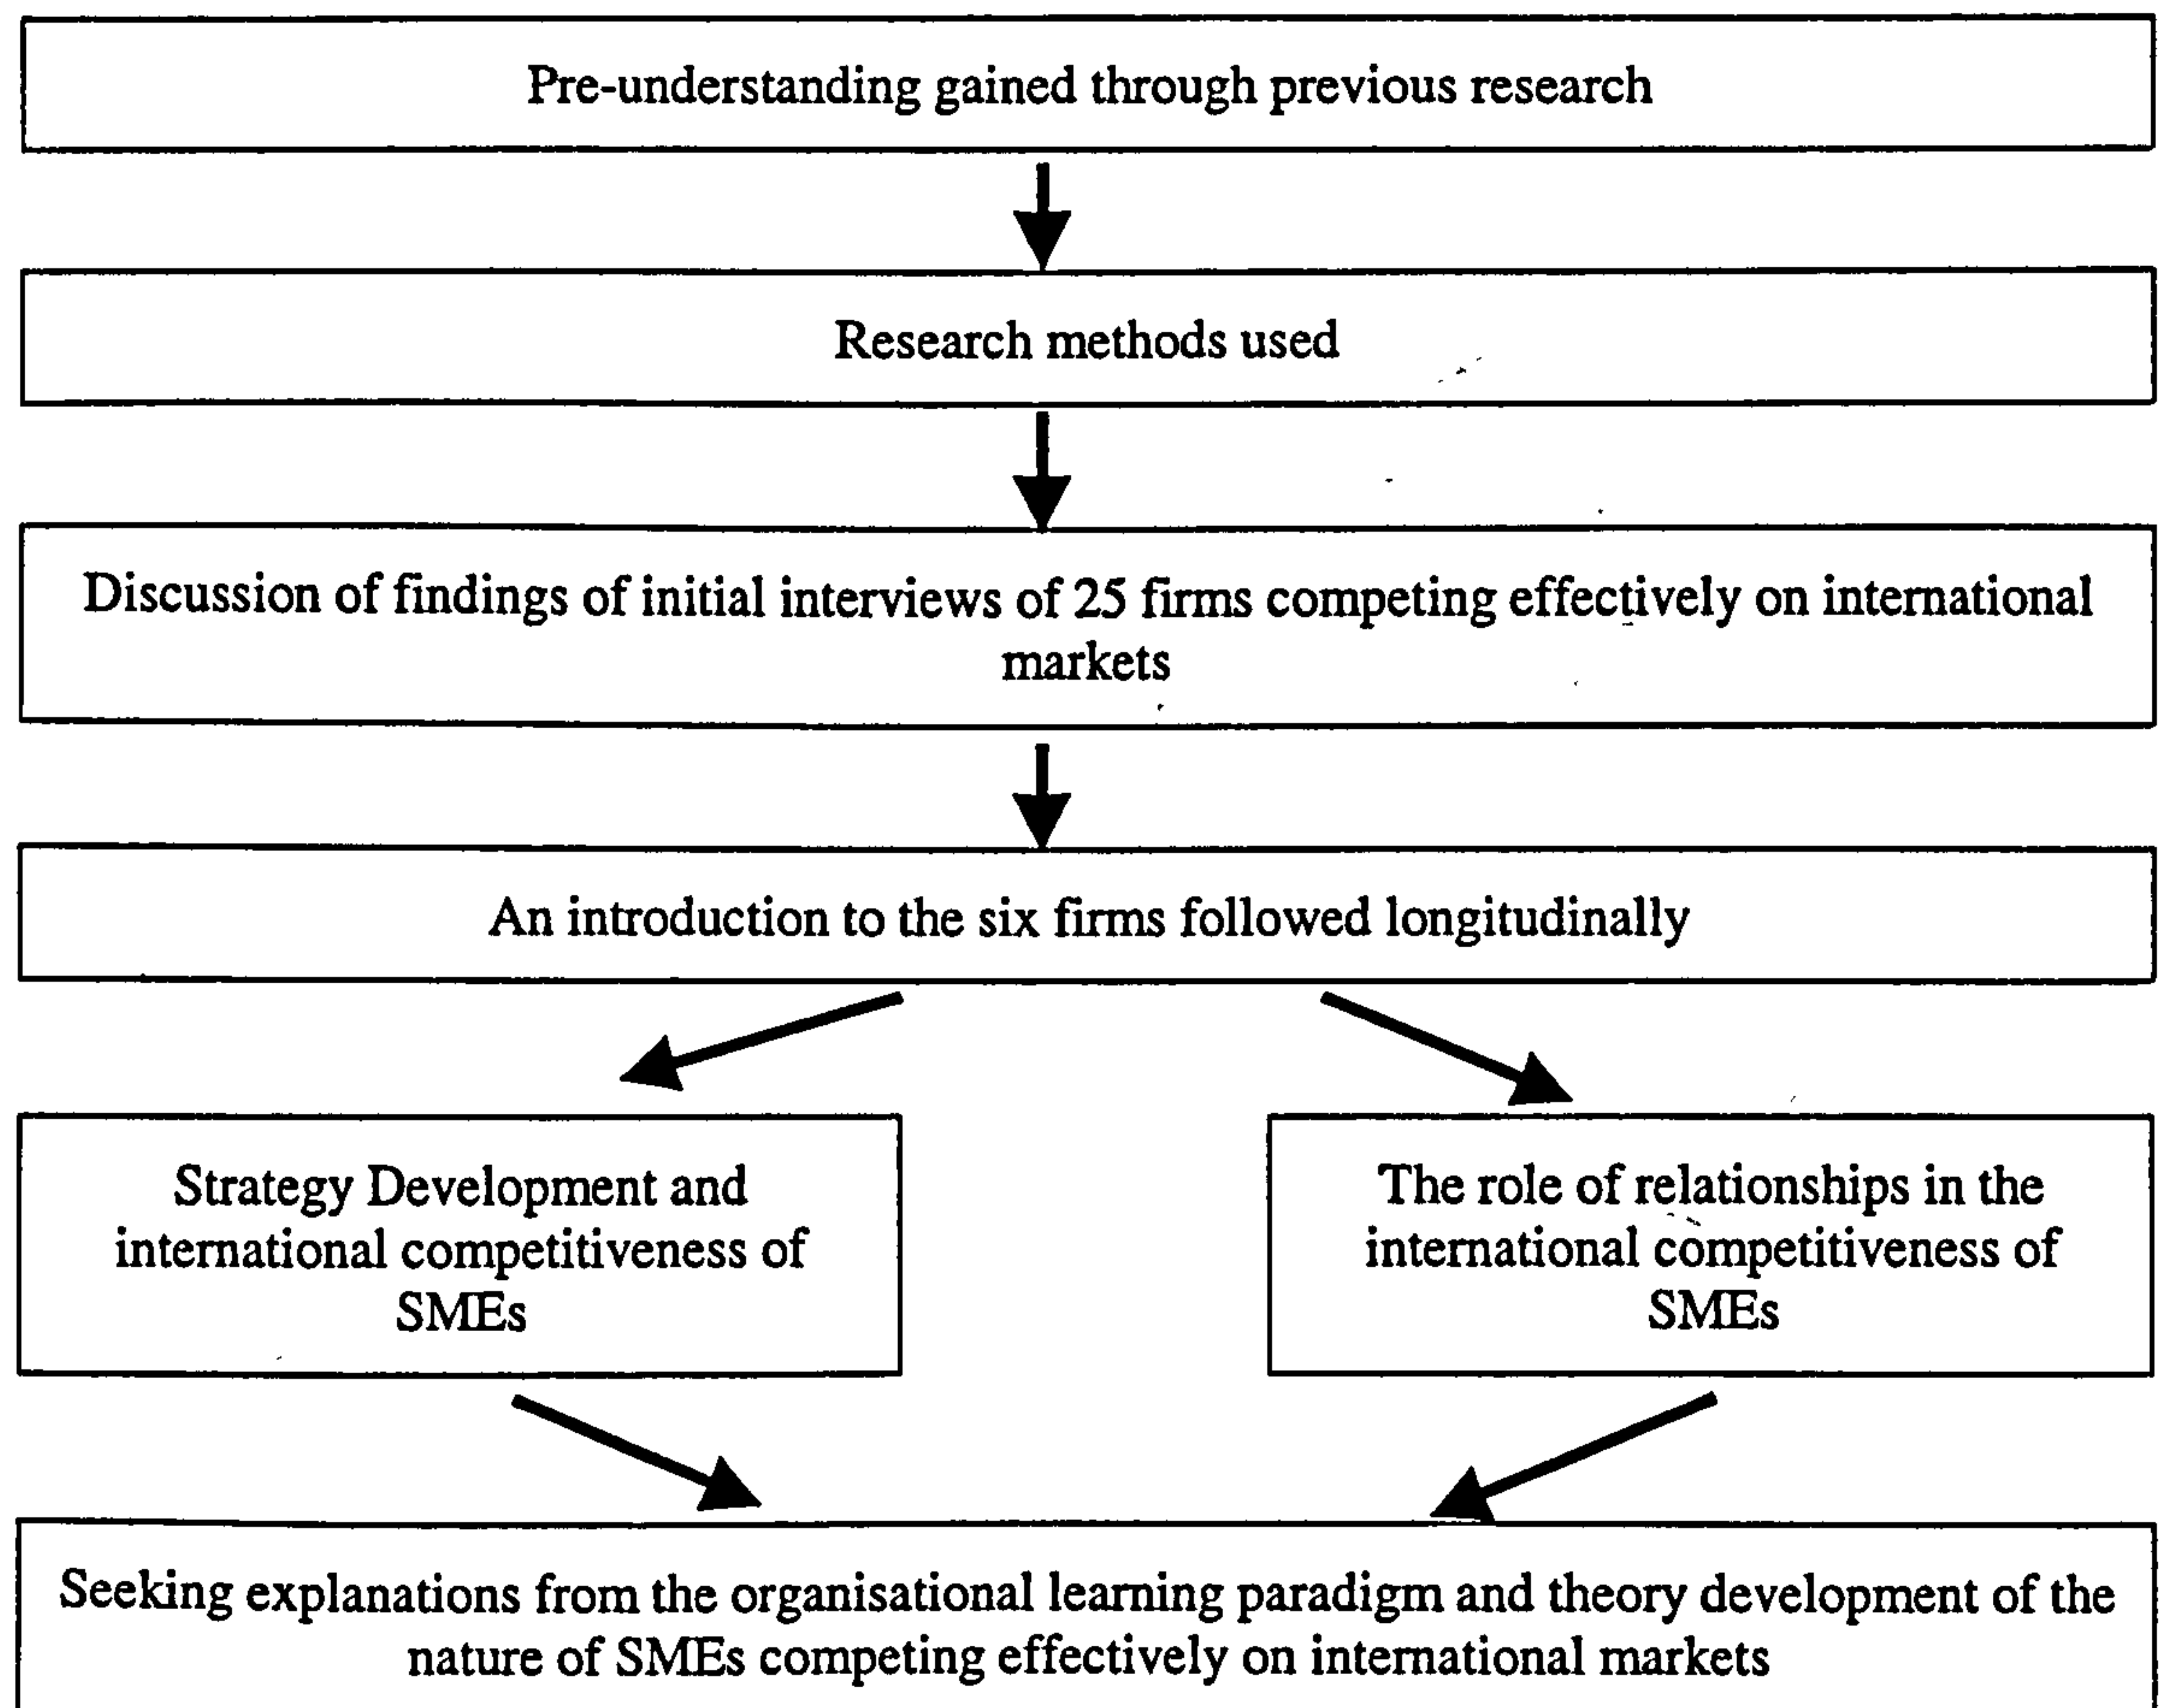 Pre-understanding gained through previous research
Research methods used
Discussion of findings of initial interviews of 25 firms competing effectively on international
markets
An introduction to the six firms followed longitudinally
Strategy Development and
international competitiveness of
SMEs
The role of relationships in the
international competitiveness of
SMEs
Seeking explanations from the organisational learning paradigm and theory development of the
nature of SMEs competing effectively on international markets